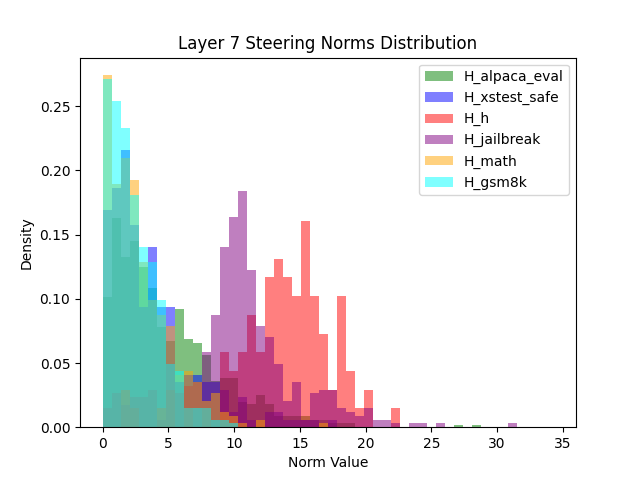 Layer 7 Steering Norms Distribution
H_alpaca_eval
H_xstest_safe
H_h
H_jailbreak
H_math
H_gsm8k
Density
0.25
0.20
0.15
0.10
0.05
0.00
0 5 10 15 20 25 30 35
Norm Value